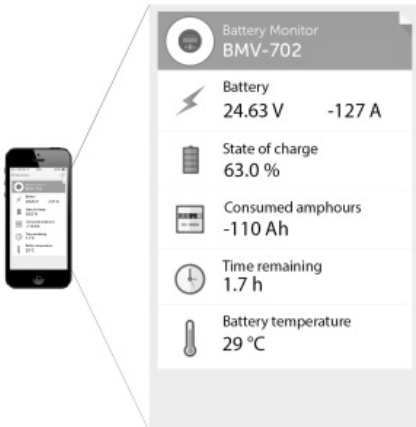 Battery Monitor
BMV-702
Battery
24.63 V -127 A
State of charge
63.0 %
Consumed amphours
-110 Ah
Time remaining
1.7 h
Battery temperature
29 °C